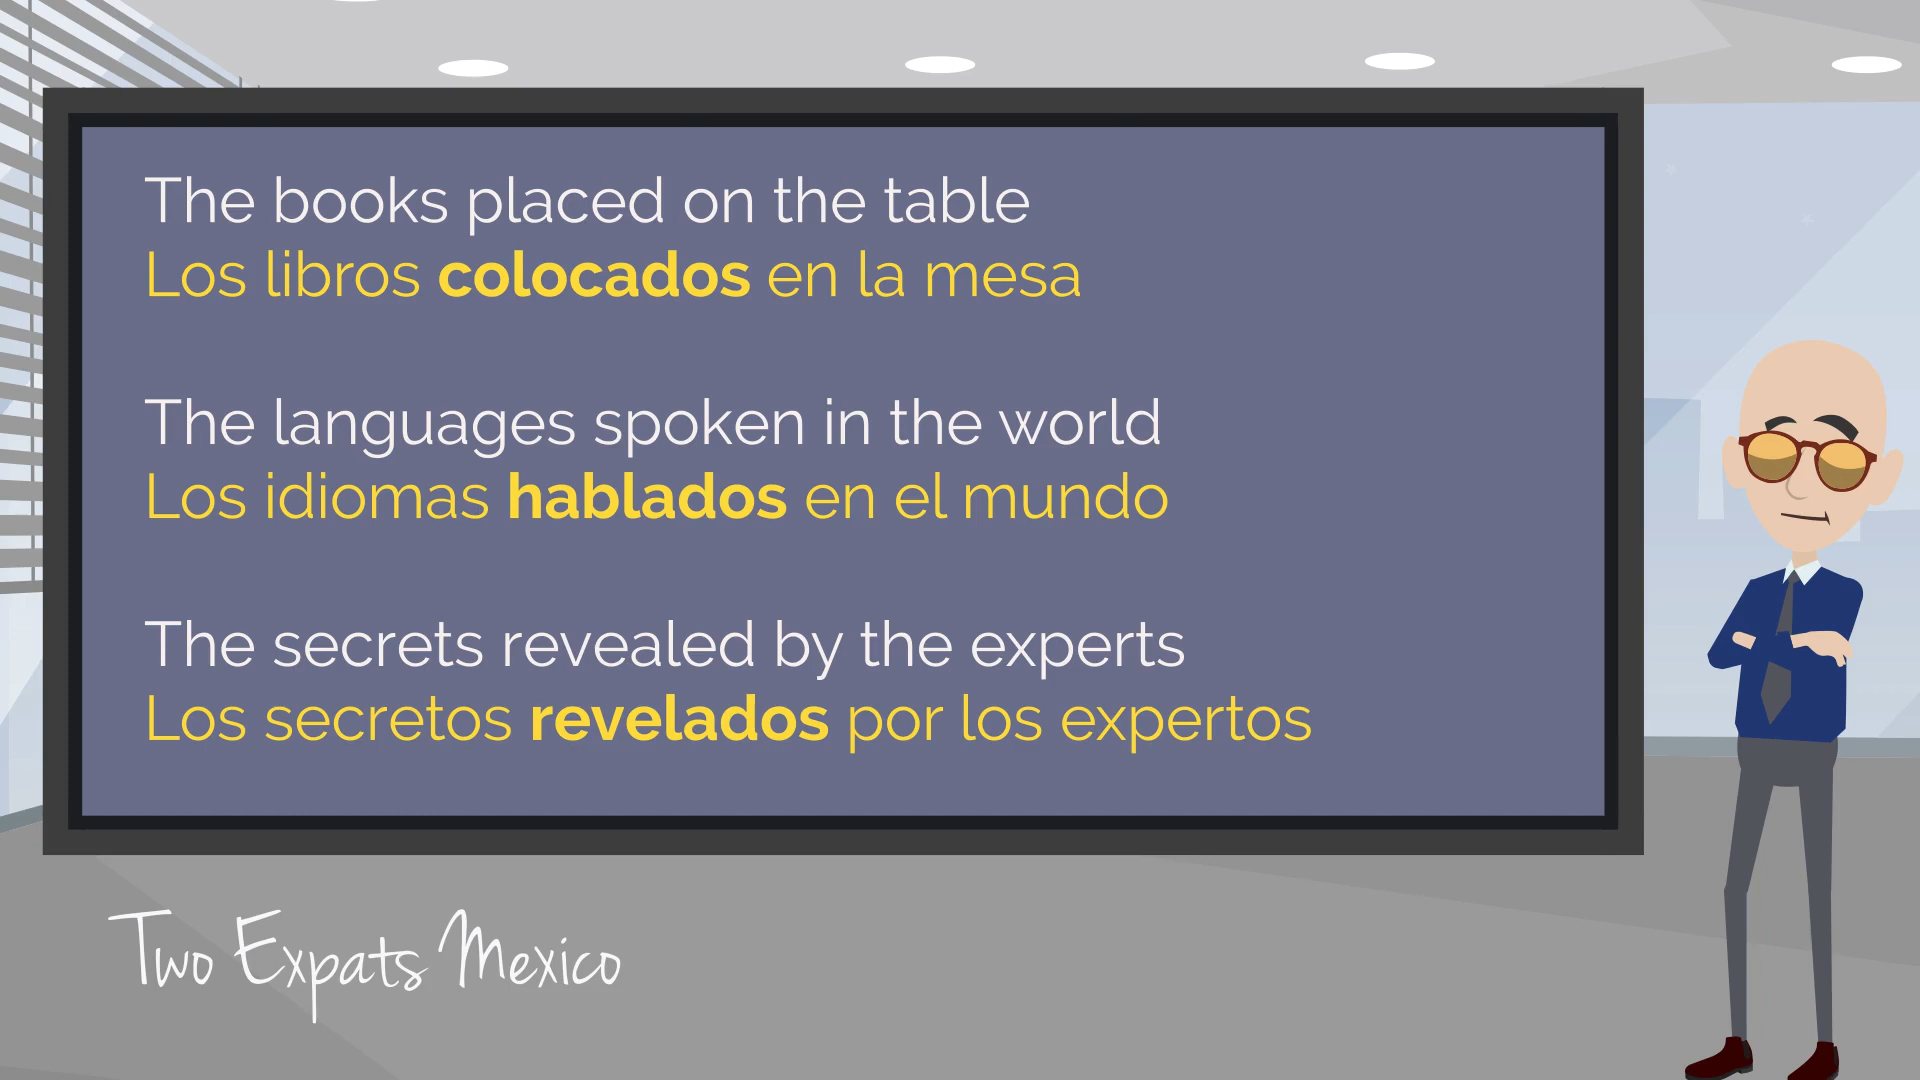 The books placed on the table
Los libros colocados en la mesa
The languages spoken in the world
Los idiomas hablados en el mundo
The secrets revealed by the experts
Los secretos revelados por los expertos
Two Expats Mexico